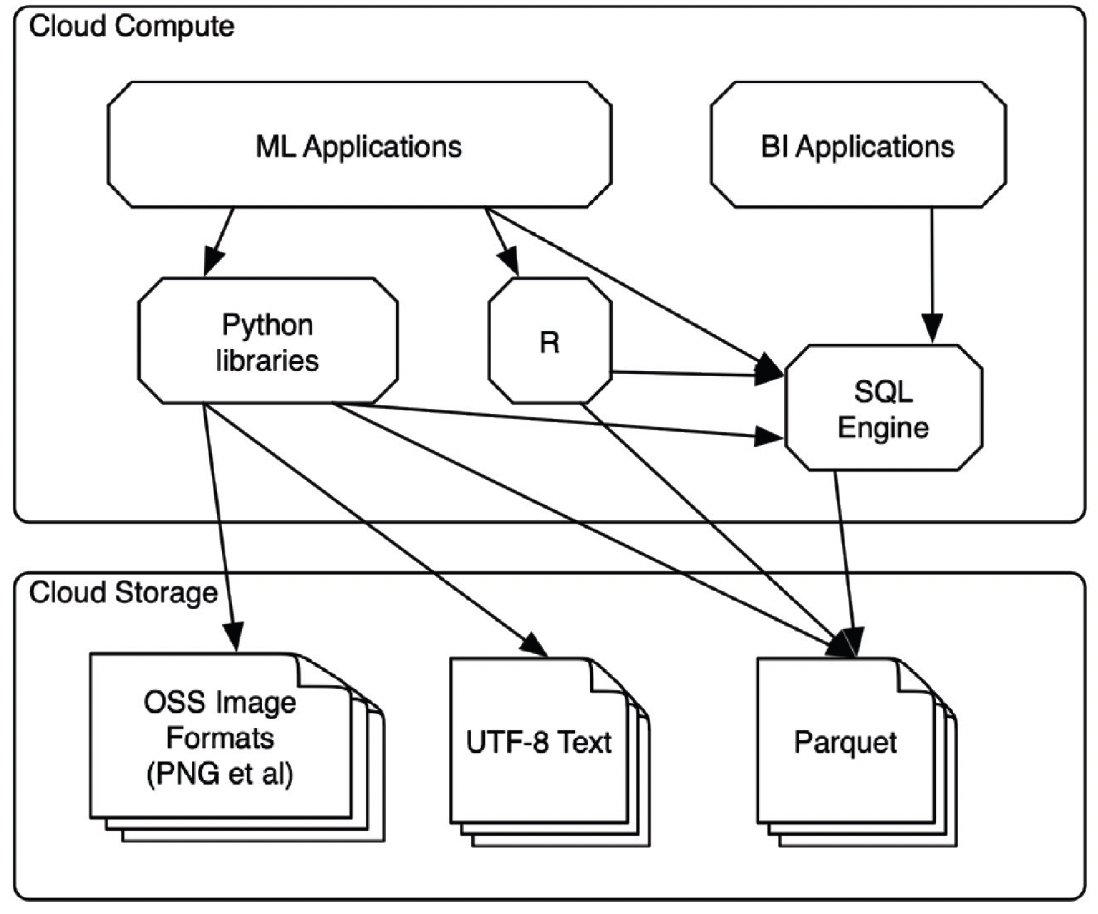 Cloud Compute
ML Applications
BI Applications
Python
libraries
R
SQL
Engine
Cloud Storage
OSS Image
Formats
(PNG et al)
UTF-8 Text
Parquet